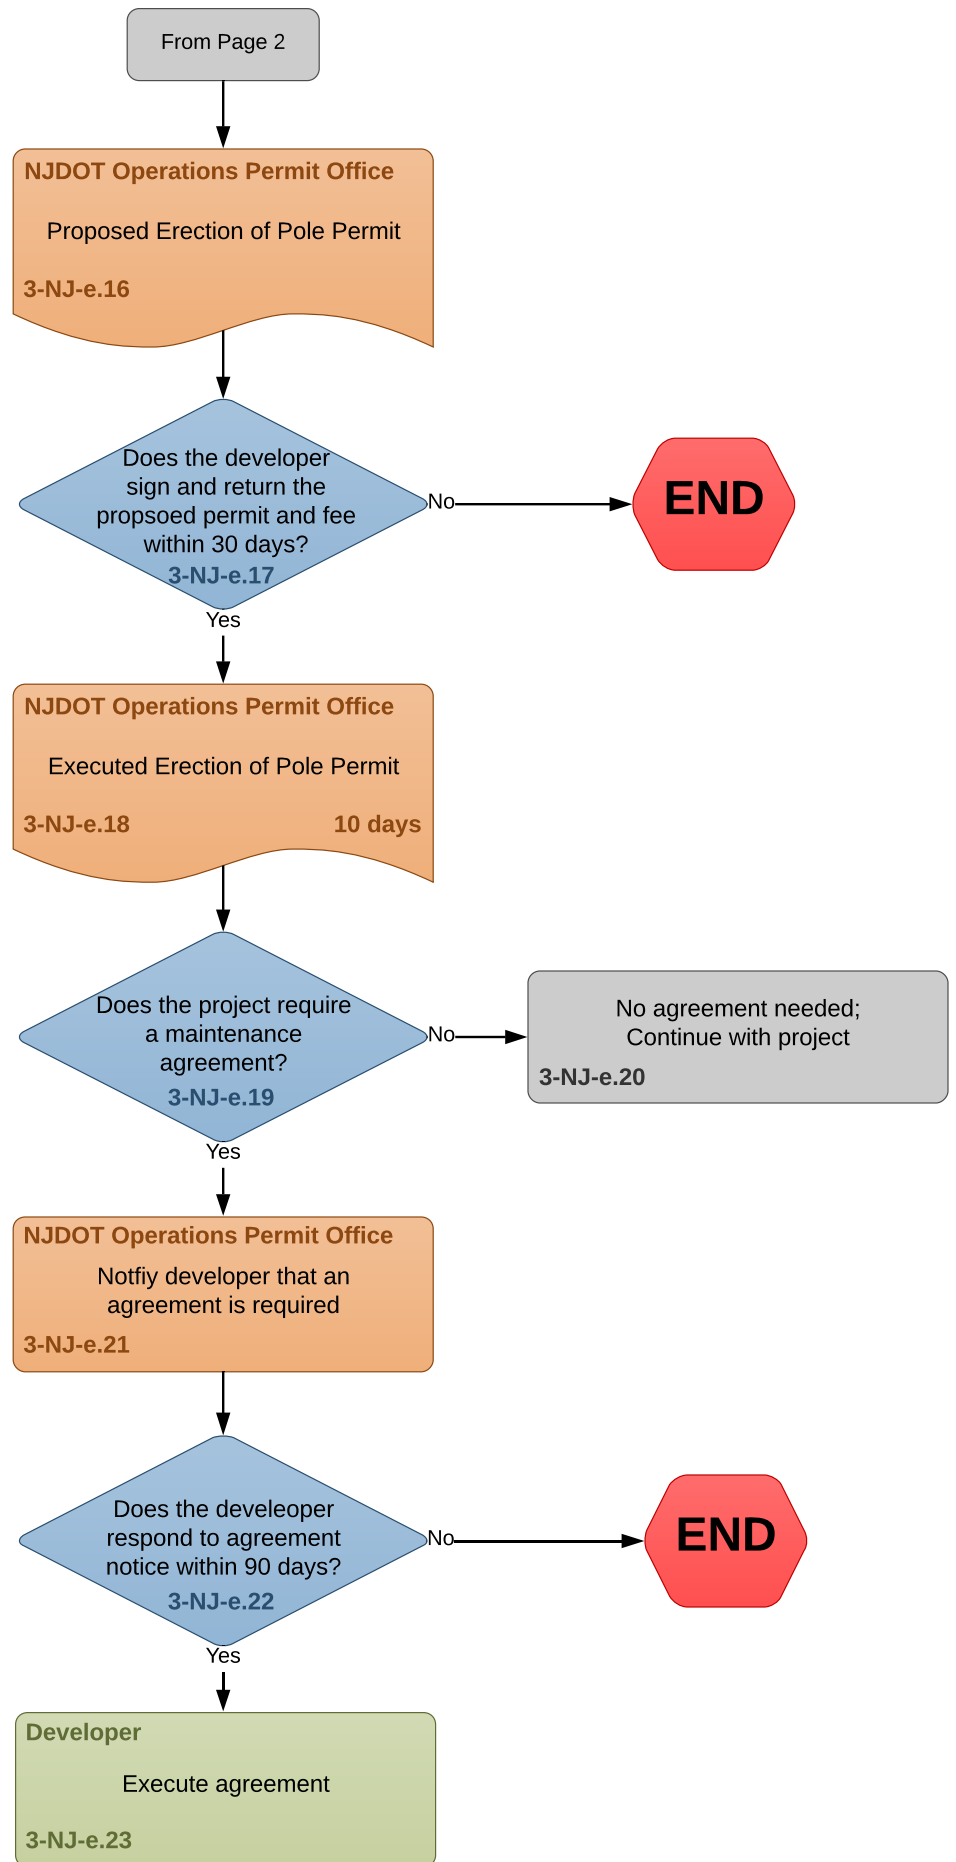 From Page 2
NJDOT Operations Permit Office
Proposed Erection of Pole Permit
3-NJ-e.16
Does the developer
sign and return the
propsoed permit and fee
within 30 days?
3-NJ-e.17
No
END
Yes
NJDOT Operations Permit Office
Executed Erection of Pole Permit
3-NJ-e.18 10 days
Does the project require
a maintenance
agreement?
3-NJ-e.19
No
No agreement needed;
Continue with project
3-NJ-e.20
Yes
NJDOT Operations Permit Office
Notfiy developer that an
agreement is required
3-NJ-e.21
Does the develeoper
respond to agreement
notice within 90 days?
3-NJ-e.22
No
END
Yes
Developer
Execute agreement
3-NJ-e.23